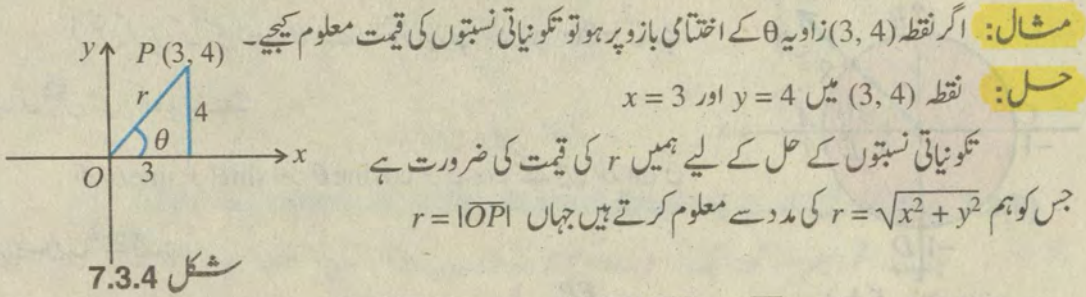 مثال: اگر نقطہ (3, 4) زاویہ θ کے اختتامی بازو پر ہو تو تکونیاتی نسبتوں کی قیمت معلوم کیجیے۔
حل: نقطہ (3, 4) میں y = 4 اور x = 3
تکونیاتی نسبتوں کے حل کے لیے ہمیں r کی قیمت کی ضرورت ہے
جس کو ہم r = √(x² + y²) کی مدد سے معلوم کرتے ہیں جہاں r = |O̅P̅|
y
P (3, 4)
r
4
θ
x
O
3
شکل 7.3.4